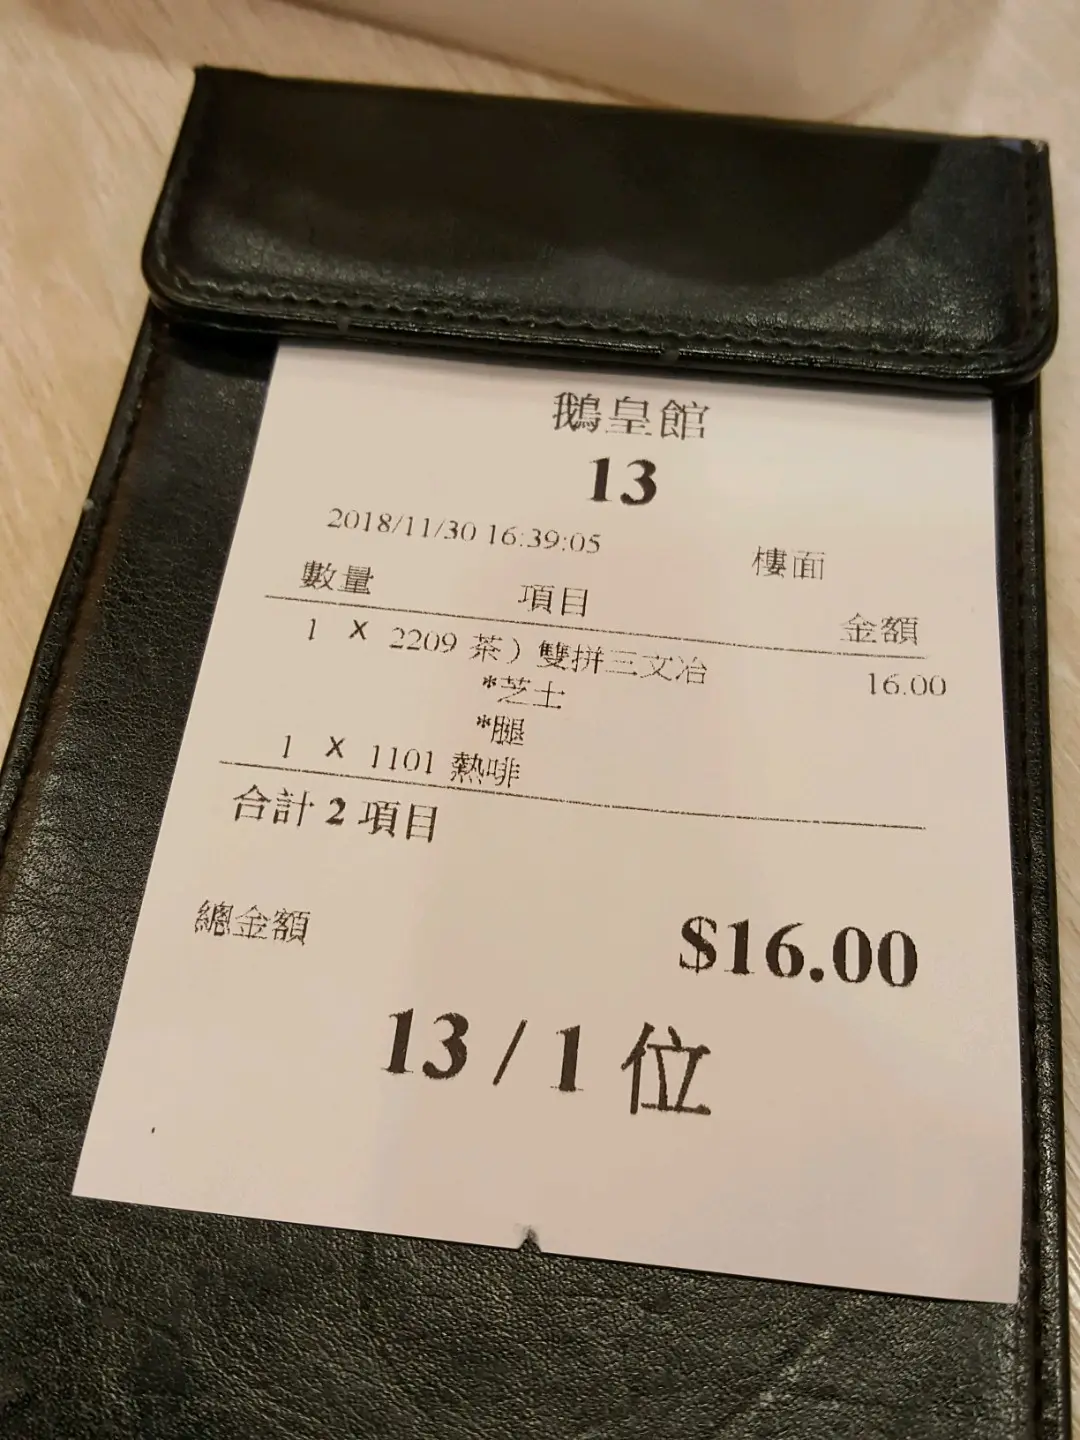 鵝皇館
13
2018/11/30 16:39:05 樓面
數量 項目 金額
1 X 2209 茶）雙拼三文冶 16.00
*芝士
*腿
1 X 1101 熱啡
合計 2 項目
總金額 $16.00
13 / 1 位